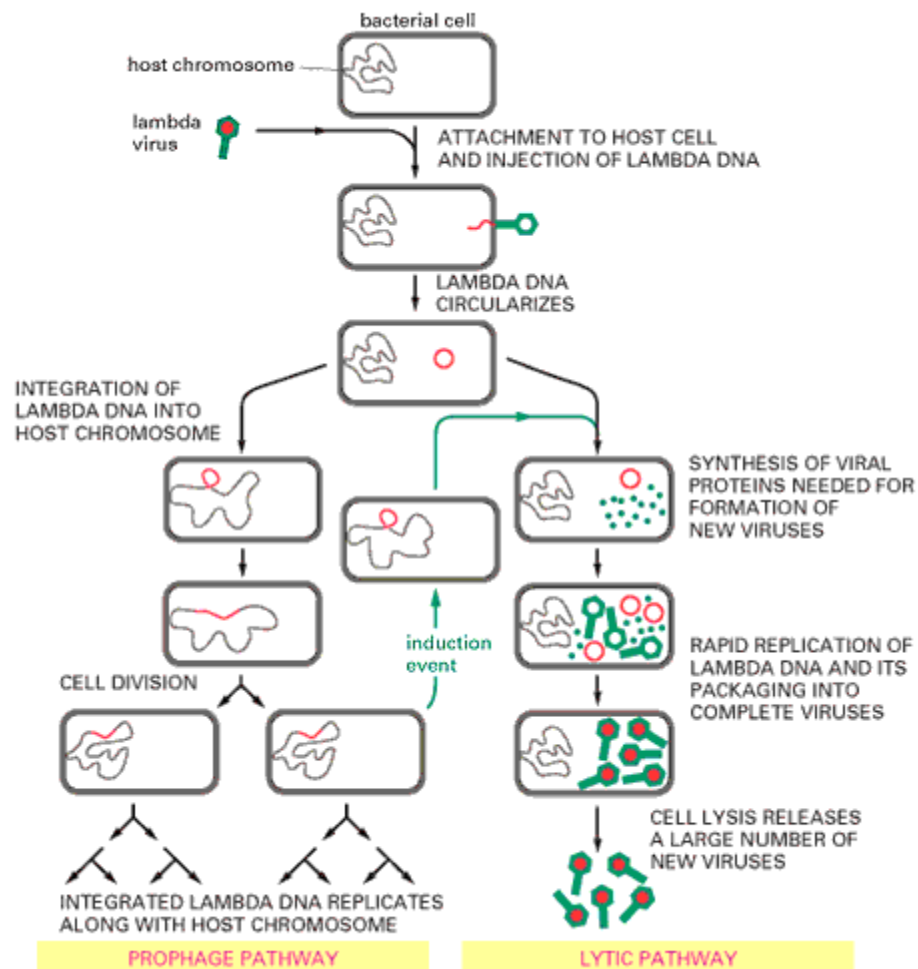 bacterial cell
host chromosome
lambda
virus
ATTACHMENT TO HOST CELL
AND INJECTION OF LAMBDA DNA
LAMBDA DNA
CIRCULARIZES
INTEGRATION OF
LAMBDA DNA INTO
HOST CHROMOSOME
SYNTHESIS OF VIRAL
PROTEINS NEEDED FOR
FORMATION OF
NEW VIRUSES
induction
event
RAPID REPLICATION OF
LAMBDA DNA AND ITS
PACKAGING INTO
COMPLETE VIRUSES
CELL DIVISION
CELL LYSIS RELEASES
A LARGE NUMBER OF
NEW VIRUSES
INTEGRATED LAMBDA DNA REPLICATES
ALONG WITH HOST CHROMOSOME
PROPHAGE PATHWAY
LYTIC PATHWAY